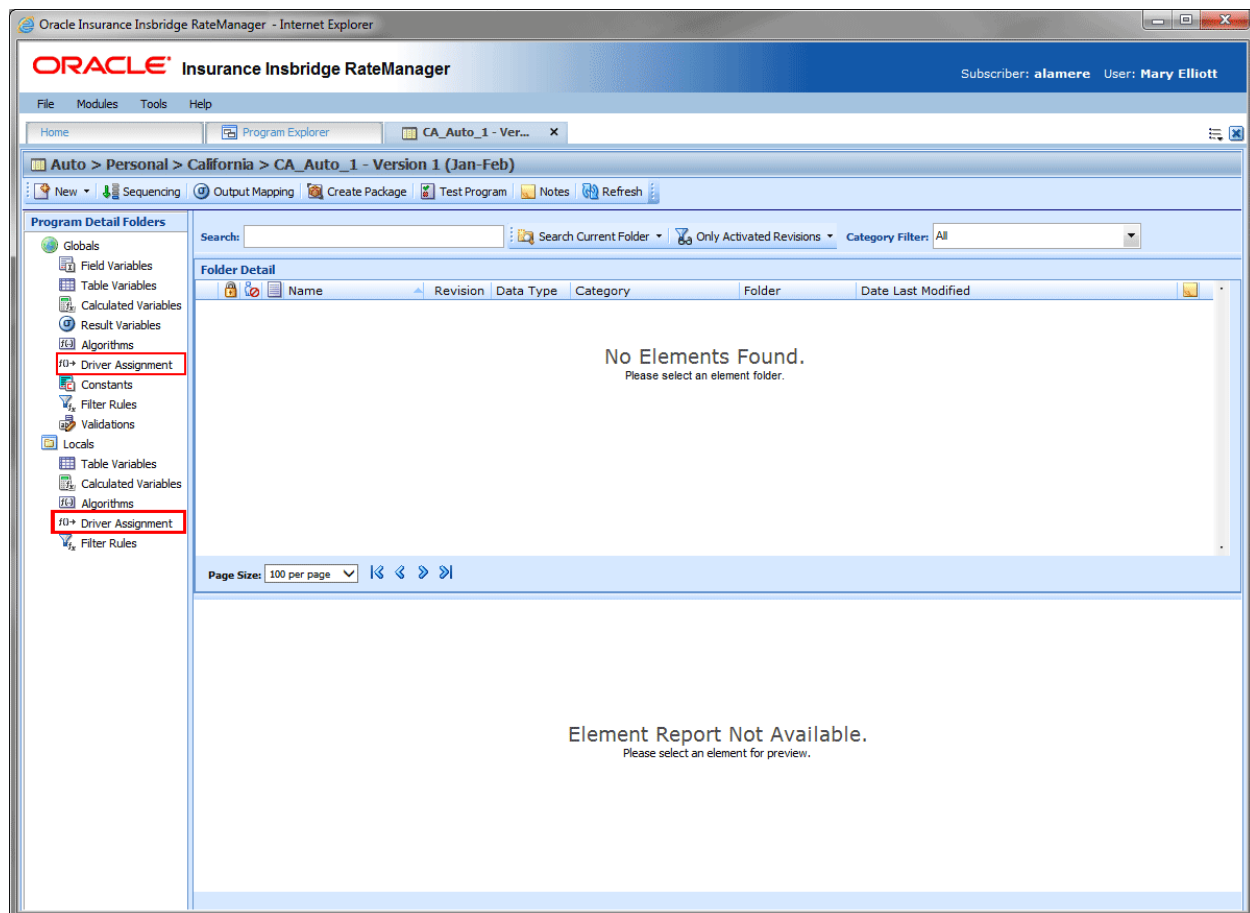 Oracle Insurance Insbridge RateManager - Internet Explorer
ORACLE Insurance Insbridge RateManager
Subscriber: alamere User: Mary Elliott
File Modules Tools Help
Home Program Explorer CA_Auto_1 - Ver... x
Auto > Personal > California > CA_Auto_1 - Version 1 (Jan-Feb)
New Sequencing Output Mapping Create Package Test Program Notes Refresh
Program Detail Folders
Globals
Field Variables
Table Variables
Calculated Variables
Result Variables
Algorithms
Driver Assignment
Constants
Filter Rules
Validations
Locals
Table Variables
Calculated Variables
Algorithms
Driver Assignment
Filter Rules
Search: Search Current Folder Only Activated Revisions Category Filter: All
Folder Detail
Name Revision Data Type Category Folder Date Last Modified
No Elements Found.
Please select an element folder.
Page Size: 100 per page
Element Report Not Available.
Please select an element for preview.